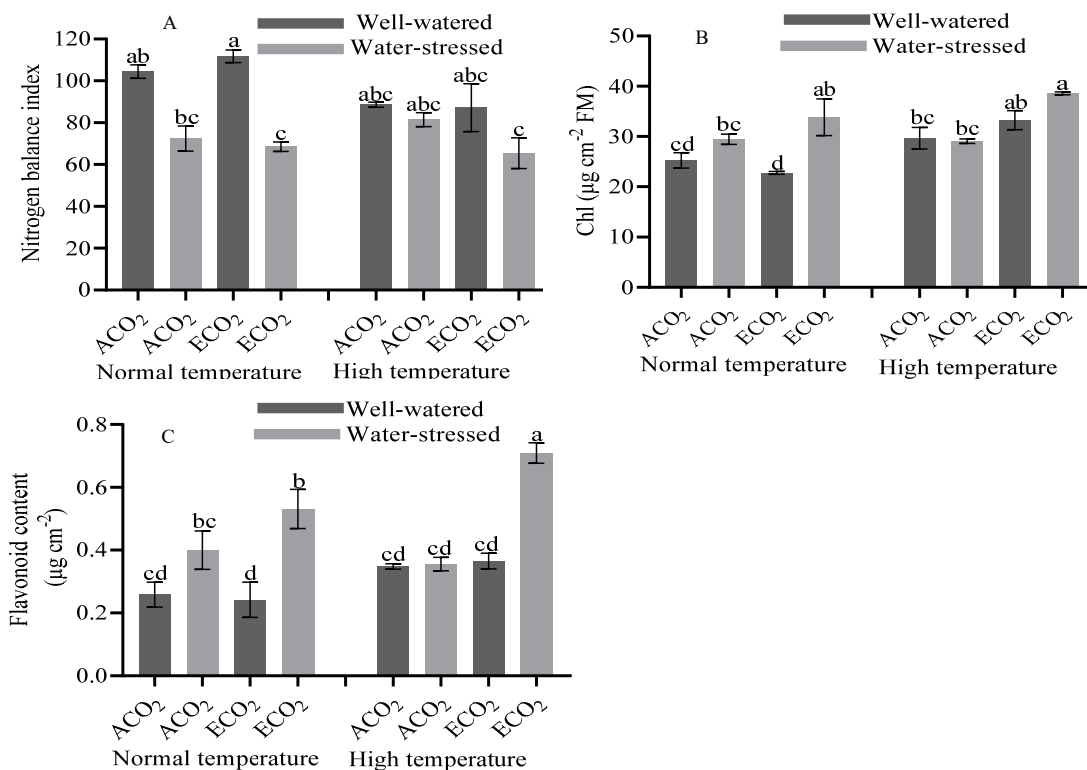 A
Well-watered
Water-stressed
Nitrogen balance index
120
100
80
60
40
20
0
ab
bc
a
c
abc
abc
abc
c
ACO₂
ACO₂
ECO₂
ECO₂
ACO₂
ACO₂
ECO₂
ECO₂
Normal temperature
High temperature
B
Well-watered
Water-stressed
Chl (µg cm⁻² FM)
50
40
30
20
10
0
cd
bc
d
ab
bc
bc
ab
a
ACO₂
ACO₂
ECO₂
ECO₂
ACO₂
ACO₂
ECO₂
ECO₂
Normal temperature
High temperature
C
Well-watered
Water-stressed
Flavonoid content
(µg cm⁻²)
0.8
0.6
0.4
0.2
0.0
cd
bc
d
b
cd
cd
cd
a
ACO₂
ACO₂
ECO₂
ECO₂
ACO₂
ACO₂
ECO₂
ECO₂
Normal temperature
High temperature